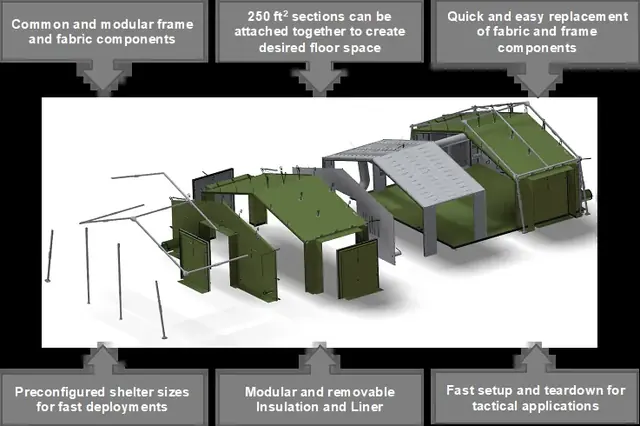 Common and modular frame
and fabric components
250 ft² sections can be
attached together to create
desired floor space
Quick and easy replacement
of fabric and frame
components
Preconfigured shelter sizes
for fast deployments
Modular and removable
Insulation and Liner
Fast setup and teardown for
tactical applications